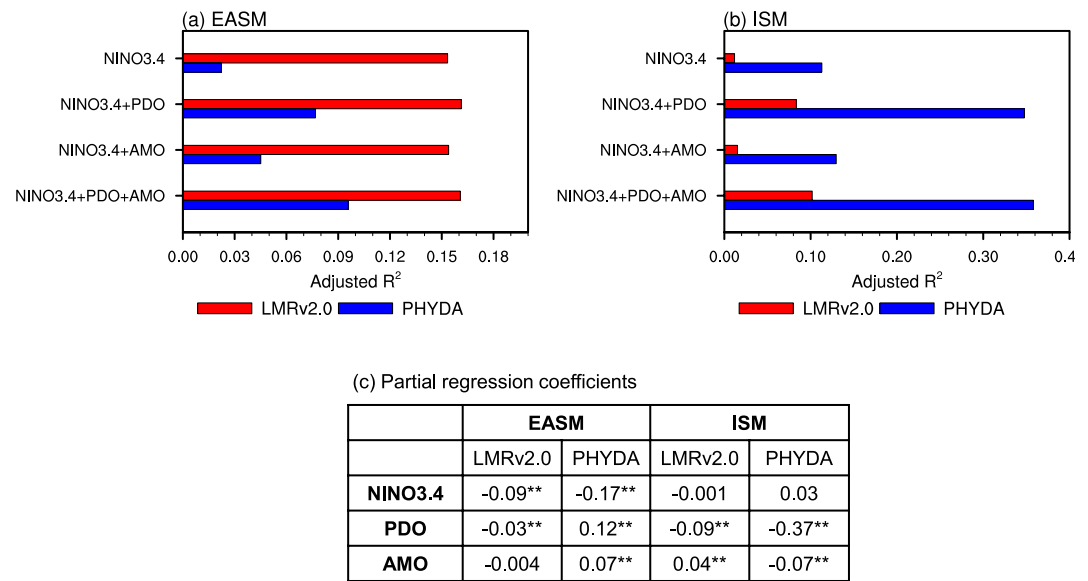 (a) EASM
NINO3.4
NINO3.4+PDO
NINO3.4+AMO
NINO3.4+PDO+AMO
0.00 0.03 0.06 0.09 0.12 0.15 0.18
Adjusted R²
LMRv2.0 PHYDA
(b) ISM
NINO3.4
NINO3.4+PDO
NINO3.4+AMO
NINO3.4+PDO+AMO
0.00 0.10 0.20 0.30 0.4
Adjusted R²
LMRv2.0 PHYDA
(c) Partial regression coefficients
EASM ISM
LMRv2.0 PHYDA LMRv2.0 PHYDA
NINO3.4 -0.09** -0.17** -0.001 0.03
PDO -0.03** 0.12** -0.09** -0.37**
AMO -0.004 0.07** 0.04** -0.07**